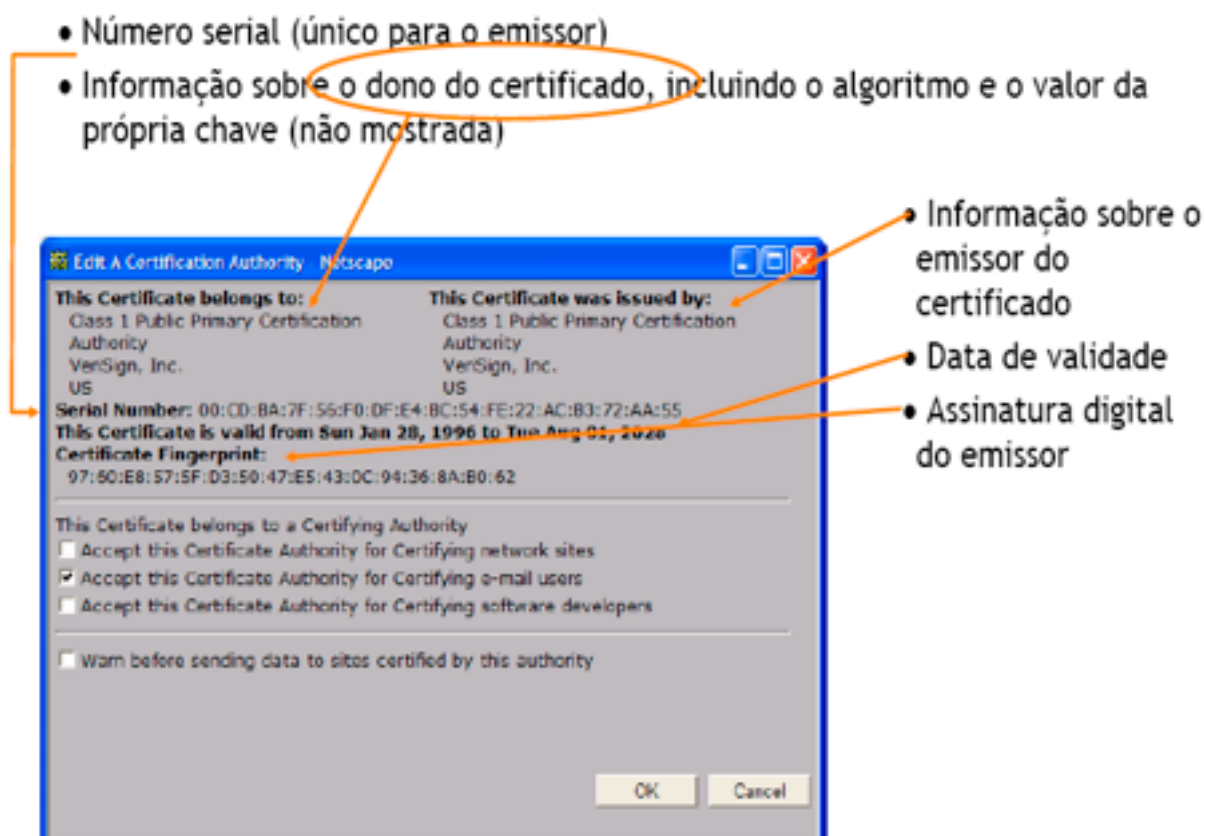 • Número serial (único para o emissor)
• Informação sobre o dono do certificado, incluindo o algoritmo e o valor da
própria chave (não mostrada)
• Informação sobre o
emissor do
certificado
• Data de validade
• Assinatura digital
do emissor
Edit A Certification Authority - Netscape
This Certificate belongs to:
Class 1 Public Primary Certification
Authority
VeriSign, Inc.
US
This Certificate was issued by:
Class 1 Public Primary Certification
Authority
VeriSign, Inc.
US
Serial Number: 00:CD:BA:7F:56:F0:DF:E4:BC:54:FE:22:AC:B3:72:AA:55
This Certificate is valid from Sun Jan 28, 1996 to Tue Aug 01, 2028
Certificate Fingerprint:
97:60:E8:57:5F:D3:50:47:E5:43:0C:94:36:8A:B0:62
This Certificate belongs to a Certifying Authority
Accept this Certificate Authority for Certifying network sites
Accept this Certificate Authority for Certifying e-mail users
Accept this Certificate Authority for Certifying software developers
Warn before sending data to sites certified by this authority
OK
Cancel